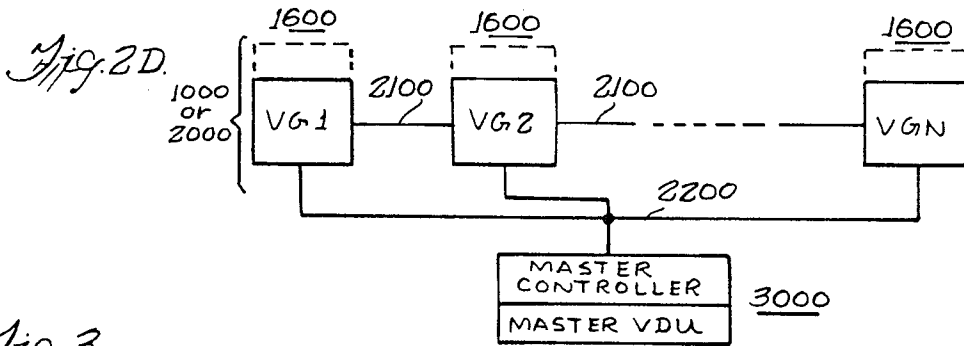 1600 1600 1600
Fig. 2D.
1000
or
2000
VG1 2100 VG2 2100 VGN
2200
MASTER
CONTROLLER
3000
MASTER VDU
Fig. 3